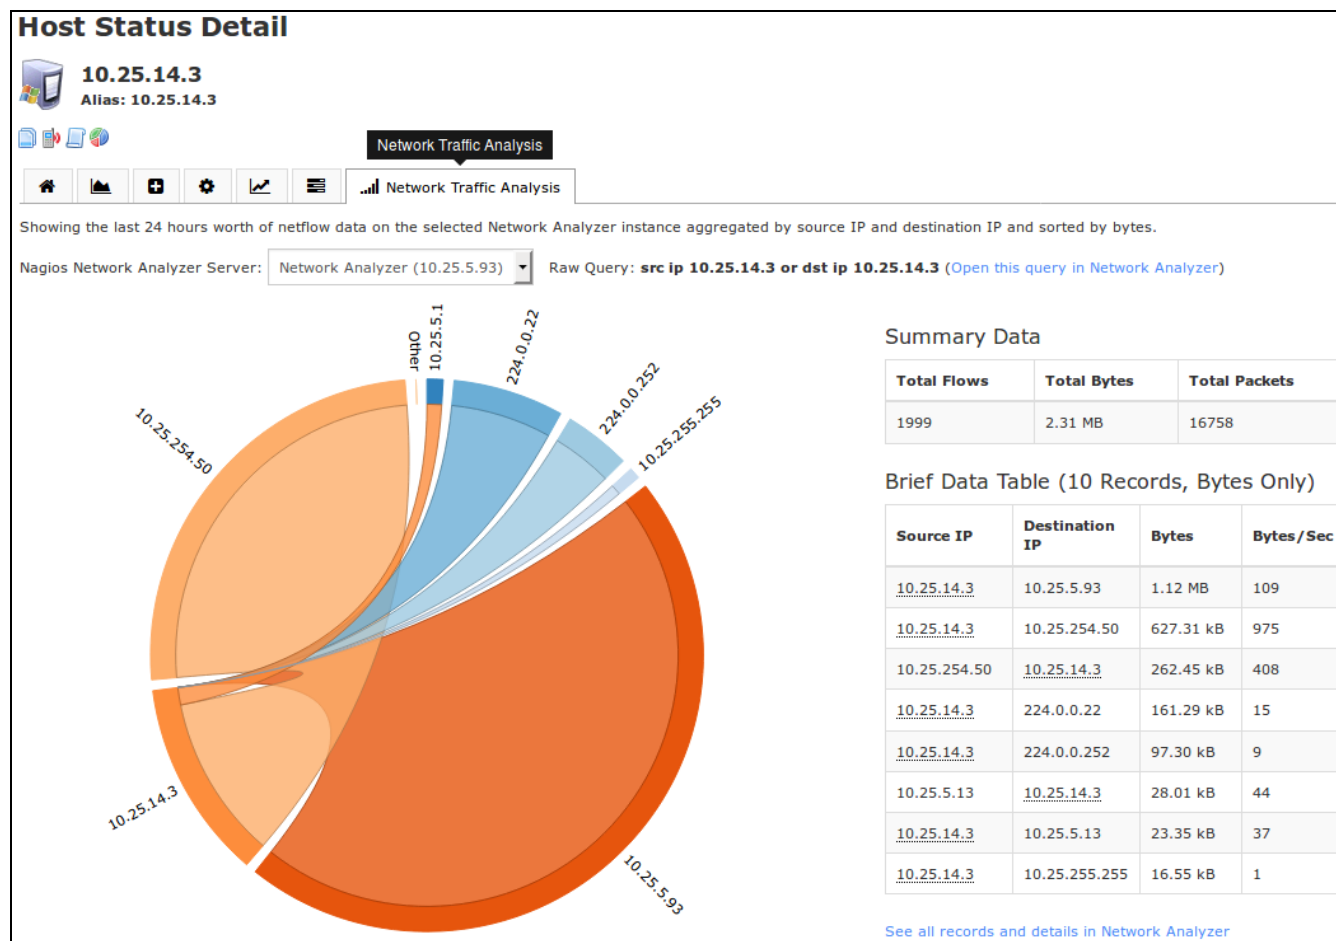 Host Status Detail
10.25.14.3
Alias: 10.25.14.3
Network Traffic Analysis
Network Traffic Analysis
Showing the last 24 hours worth of netflow data on the selected Network Analyzer instance aggregated by source IP and destination IP and sorted by bytes.
Nagios Network Analyzer Server: Network Analyzer (10.25.5.93) Raw Query: src ip 10.25.14.3 or dst ip 10.25.14.3 (Open this query in Network Analyzer)
Other
10.25.5.1
224.0.0.22
224.0.0.252
10.25.255.255
10.25.254.50
10.25.14.3
10.25.5.93
Summary Data
Total Flows Total Bytes Total Packets
1999 2.31 MB 16758
Brief Data Table (10 Records, Bytes Only)
Source IP Destination IP Bytes Bytes/Sec
10.25.14.3 10.25.5.93 1.12 MB 109
10.25.14.3 10.25.254.50 627.31 kB 975
10.25.254.50 10.25.14.3 262.45 kB 408
10.25.14.3 224.0.0.22 161.29 kB 15
10.25.14.3 224.0.0.252 97.30 kB 9
10.25.5.13 10.25.14.3 28.01 kB 44
10.25.14.3 10.25.5.13 23.35 kB 37
10.25.14.3 10.25.255.255 16.55 kB 1
See all records and details in Network Analyzer